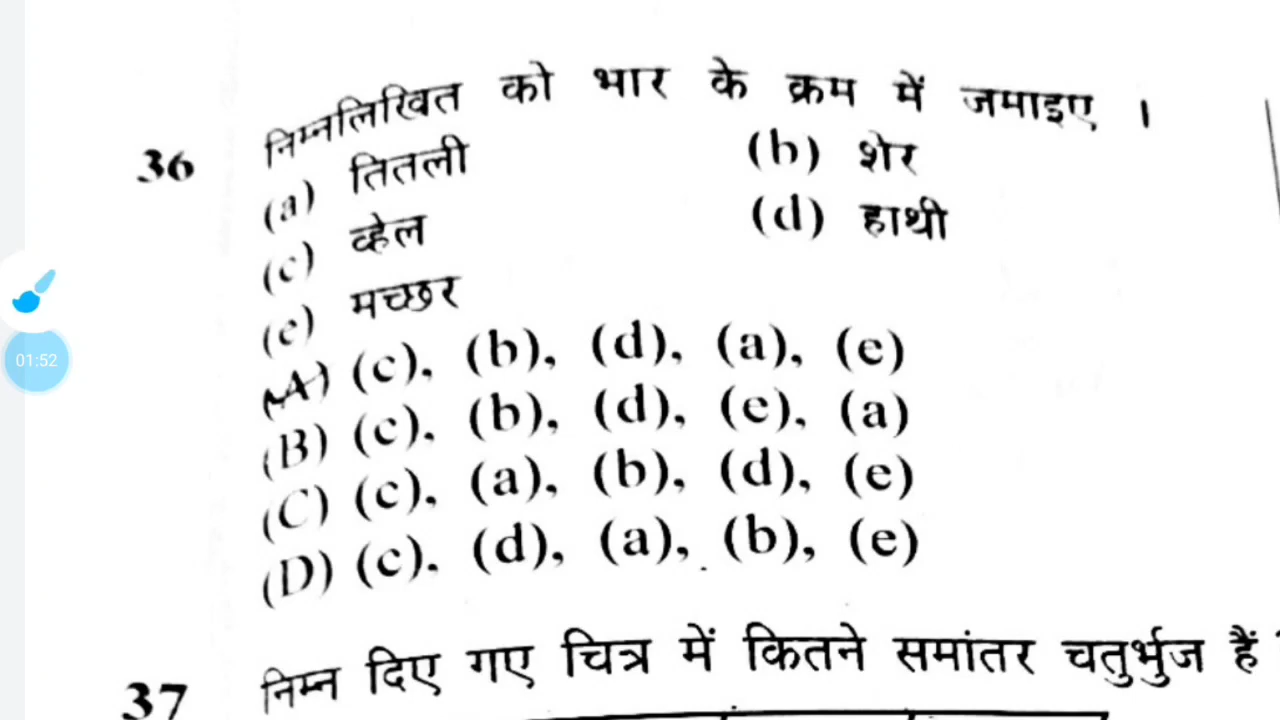 01:52
36 निम्नलिखित को भार के क्रम में जमाइए ।
(a) तितली (b) शेर
(c) व्हेल (d) हाथी
(e) मच्छर
(A) (c), (b), (d), (a), (e)
(B) (c), (b), (d), (e), (a)
(C) (c), (a), (b), (d), (e)
(D) (c), (d), (a), (b), (e)
37 निम्न दिए गए चित्र में कितने समांतर चतुर्भुज हैं